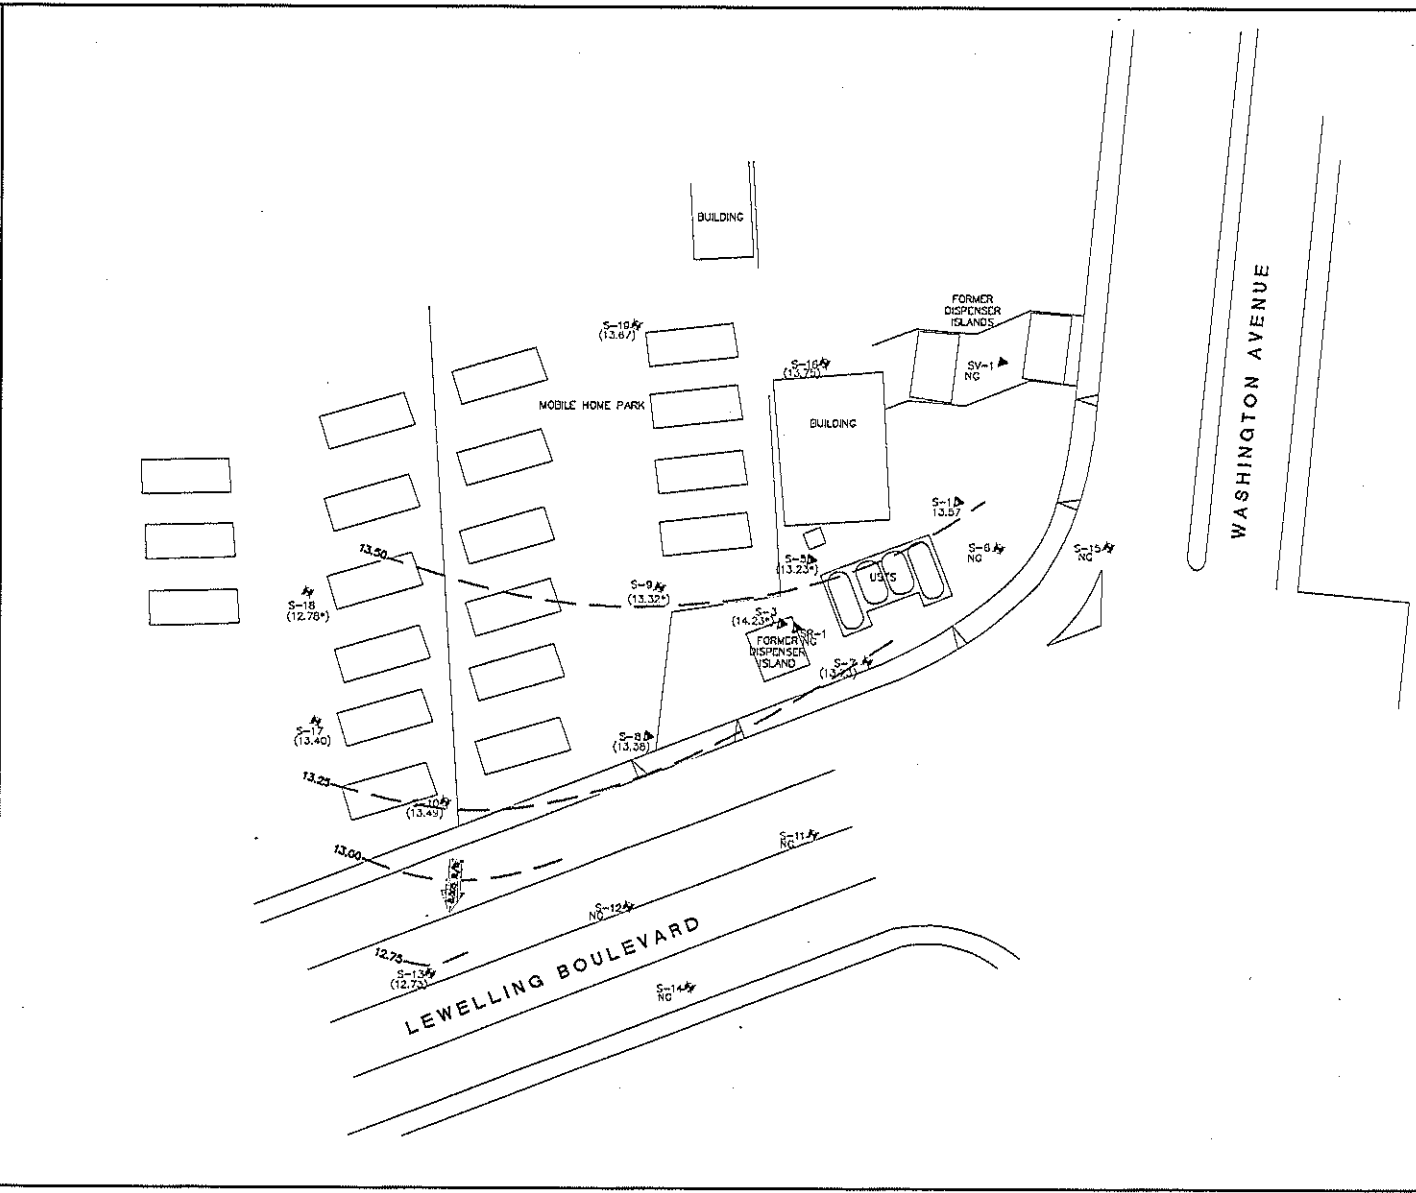 BUILDING
FORMER
DISPENSER
ISLANDS
S-19
(13.67)
S-16
(13.75)
SV-1
NG
MOBILE HOME PARK
BUILDING
WASHINGTON AVENUE
S-1
13.57
13.50
S-6
NG
S-15
NG
S-5
(13.23*)
USTS
S-9
(13.32*)
S-18
(12.78*)
S-3
(14.23*)
SR-1
NG
FORMER
DISPENSER
ISLAND
S-7
S-17
(13.40)
S-8
(13.38)
13.25
S-10
(13.49)
13.00
S-11
NG
S-12
NG
12.75
S-13
(12.73)
LEWELLING BOULEVARD
S-14
NG